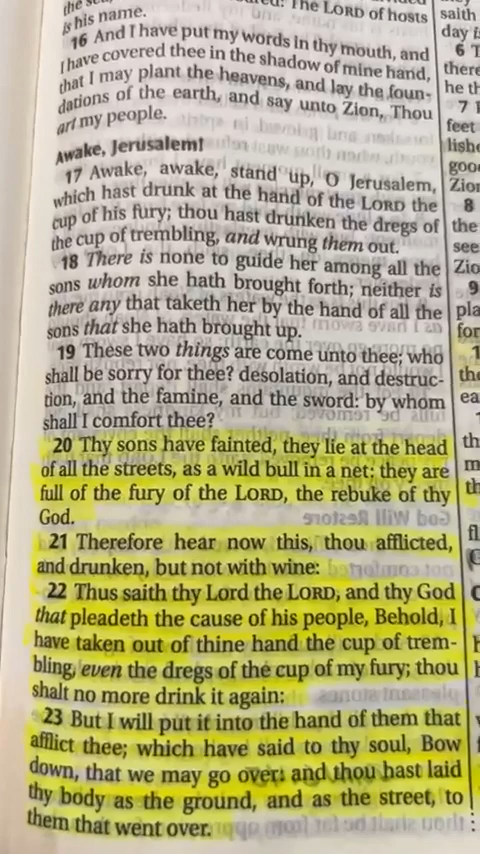 is his name.
16 And I have put my words in thy mouth, and
I have covered thee in the shadow of mine hand,
that I may plant the heavens, and lay the foun-
dations of the earth, and say unto Zion, Thou
art my people.
Awake, Jerusalem!
17 Awake, awake, stand up, O Jerusalem,
which hast drunk at the hand of the LORD the
cup of his fury; thou hast drunken the dregs of
the cup of trembling, and wrung them out.
18 There is none to guide her among all the
sons whom she hath brought forth; neither is
there any that taketh her by the hand of all the
sons that she hath brought up.
19 These two things are come unto thee; who
shall be sorry for thee? desolation, and destruc-
tion, and the famine, and the sword: by whom
shall I comfort thee?
20 Thy sons have fainted, they lie at the head
of all the streets, as a wild bull in a net: they are
full of the fury of the LORD, the rebuke of thy
God.
21 Therefore hear now this, thou afflicted,
and drunken, but not with wine:
22 Thus saith thy Lord the LORD, and thy God
that pleadeth the cause of his people, Behold, I
have taken out of thine hand the cup of trem-
bling, even the dregs of the cup of my fury; thou
shalt no more drink it again:
23 But I will put it into the hand of them that
afflict thee; which have said to thy soul, Bow
down, that we may go over: and thou hast laid
thy body as the ground, and as the street, to
them that went over.
The LORD of hosts
saith
day
6
there
he
7
feet
good
Zion
8
the
see
9